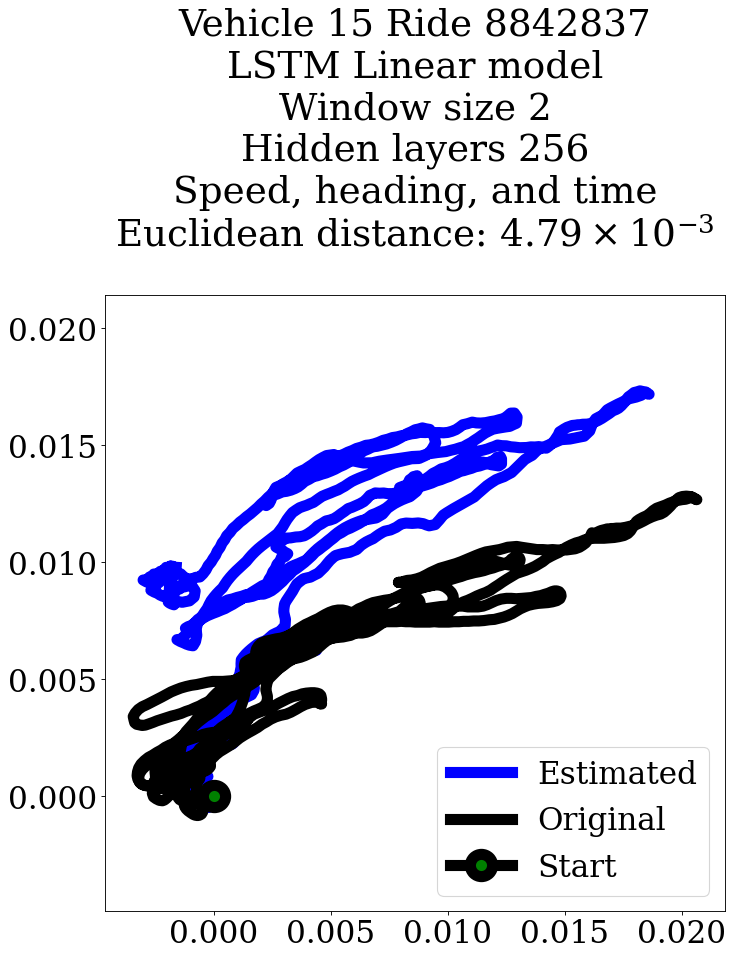 Vehicle 15 Ride 8842837
LSTM Linear model
Window size 2
Hidden layers 256
Speed, heading, and time
Euclidean distance: 4.79 × 10⁻³
0.020
0.015
0.010
0.005
0.000
Estimated
Original
Start
0.000 0.005 0.010 0.015 0.020